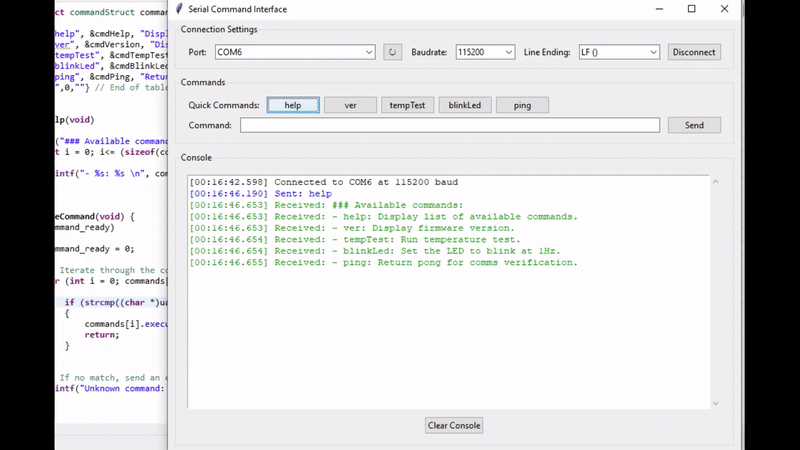 Serial Command Interface
Connection Settings
Port: COM6 Baudrate: 115200 Line Ending: LF () Disconnect
Commands
Quick Commands: help ver tempTest blinkLed ping
Command: Send
Console
[00:16:42.598] Connected to COM6 at 115200 baud
[00:16:46.190] Sent: help
[00:16:46.653] Received: ### Available commands:
[00:16:46.653] Received: - help: Display list of available commands.
[00:16:46.653] Received: - ver: Display firmware version.
[00:16:46.654] Received: - tempTest: Run temperature test.
[00:16:46.654] Received: - blinkLed: Set the LED to blink at 1Hz.
[00:16:46.655] Received: - ping: Return pong for comms verification.
Clear Console
ct commandStruct comman
help", &cmdHelp, "Displ
ver", &cmdVersion, "Dis
tempTest", &cmdTempTes
blinkLed", &cmdBlinkLed
ping", &cmdPing, "Retur
",0,""} // End of table
lp(void)
("### Available comman
t i = 0; i<= (sizeof(co
intf("- %s: %s \n", com
eCommand(void) {
mmand_ready)
mmand_ready = 0;
Iterate through the co
r (int i = 0; commands[
if (strcmp((char *)ua
{
commands[i].execu
return;
}
If no match, send an e
intf("Unknown command: